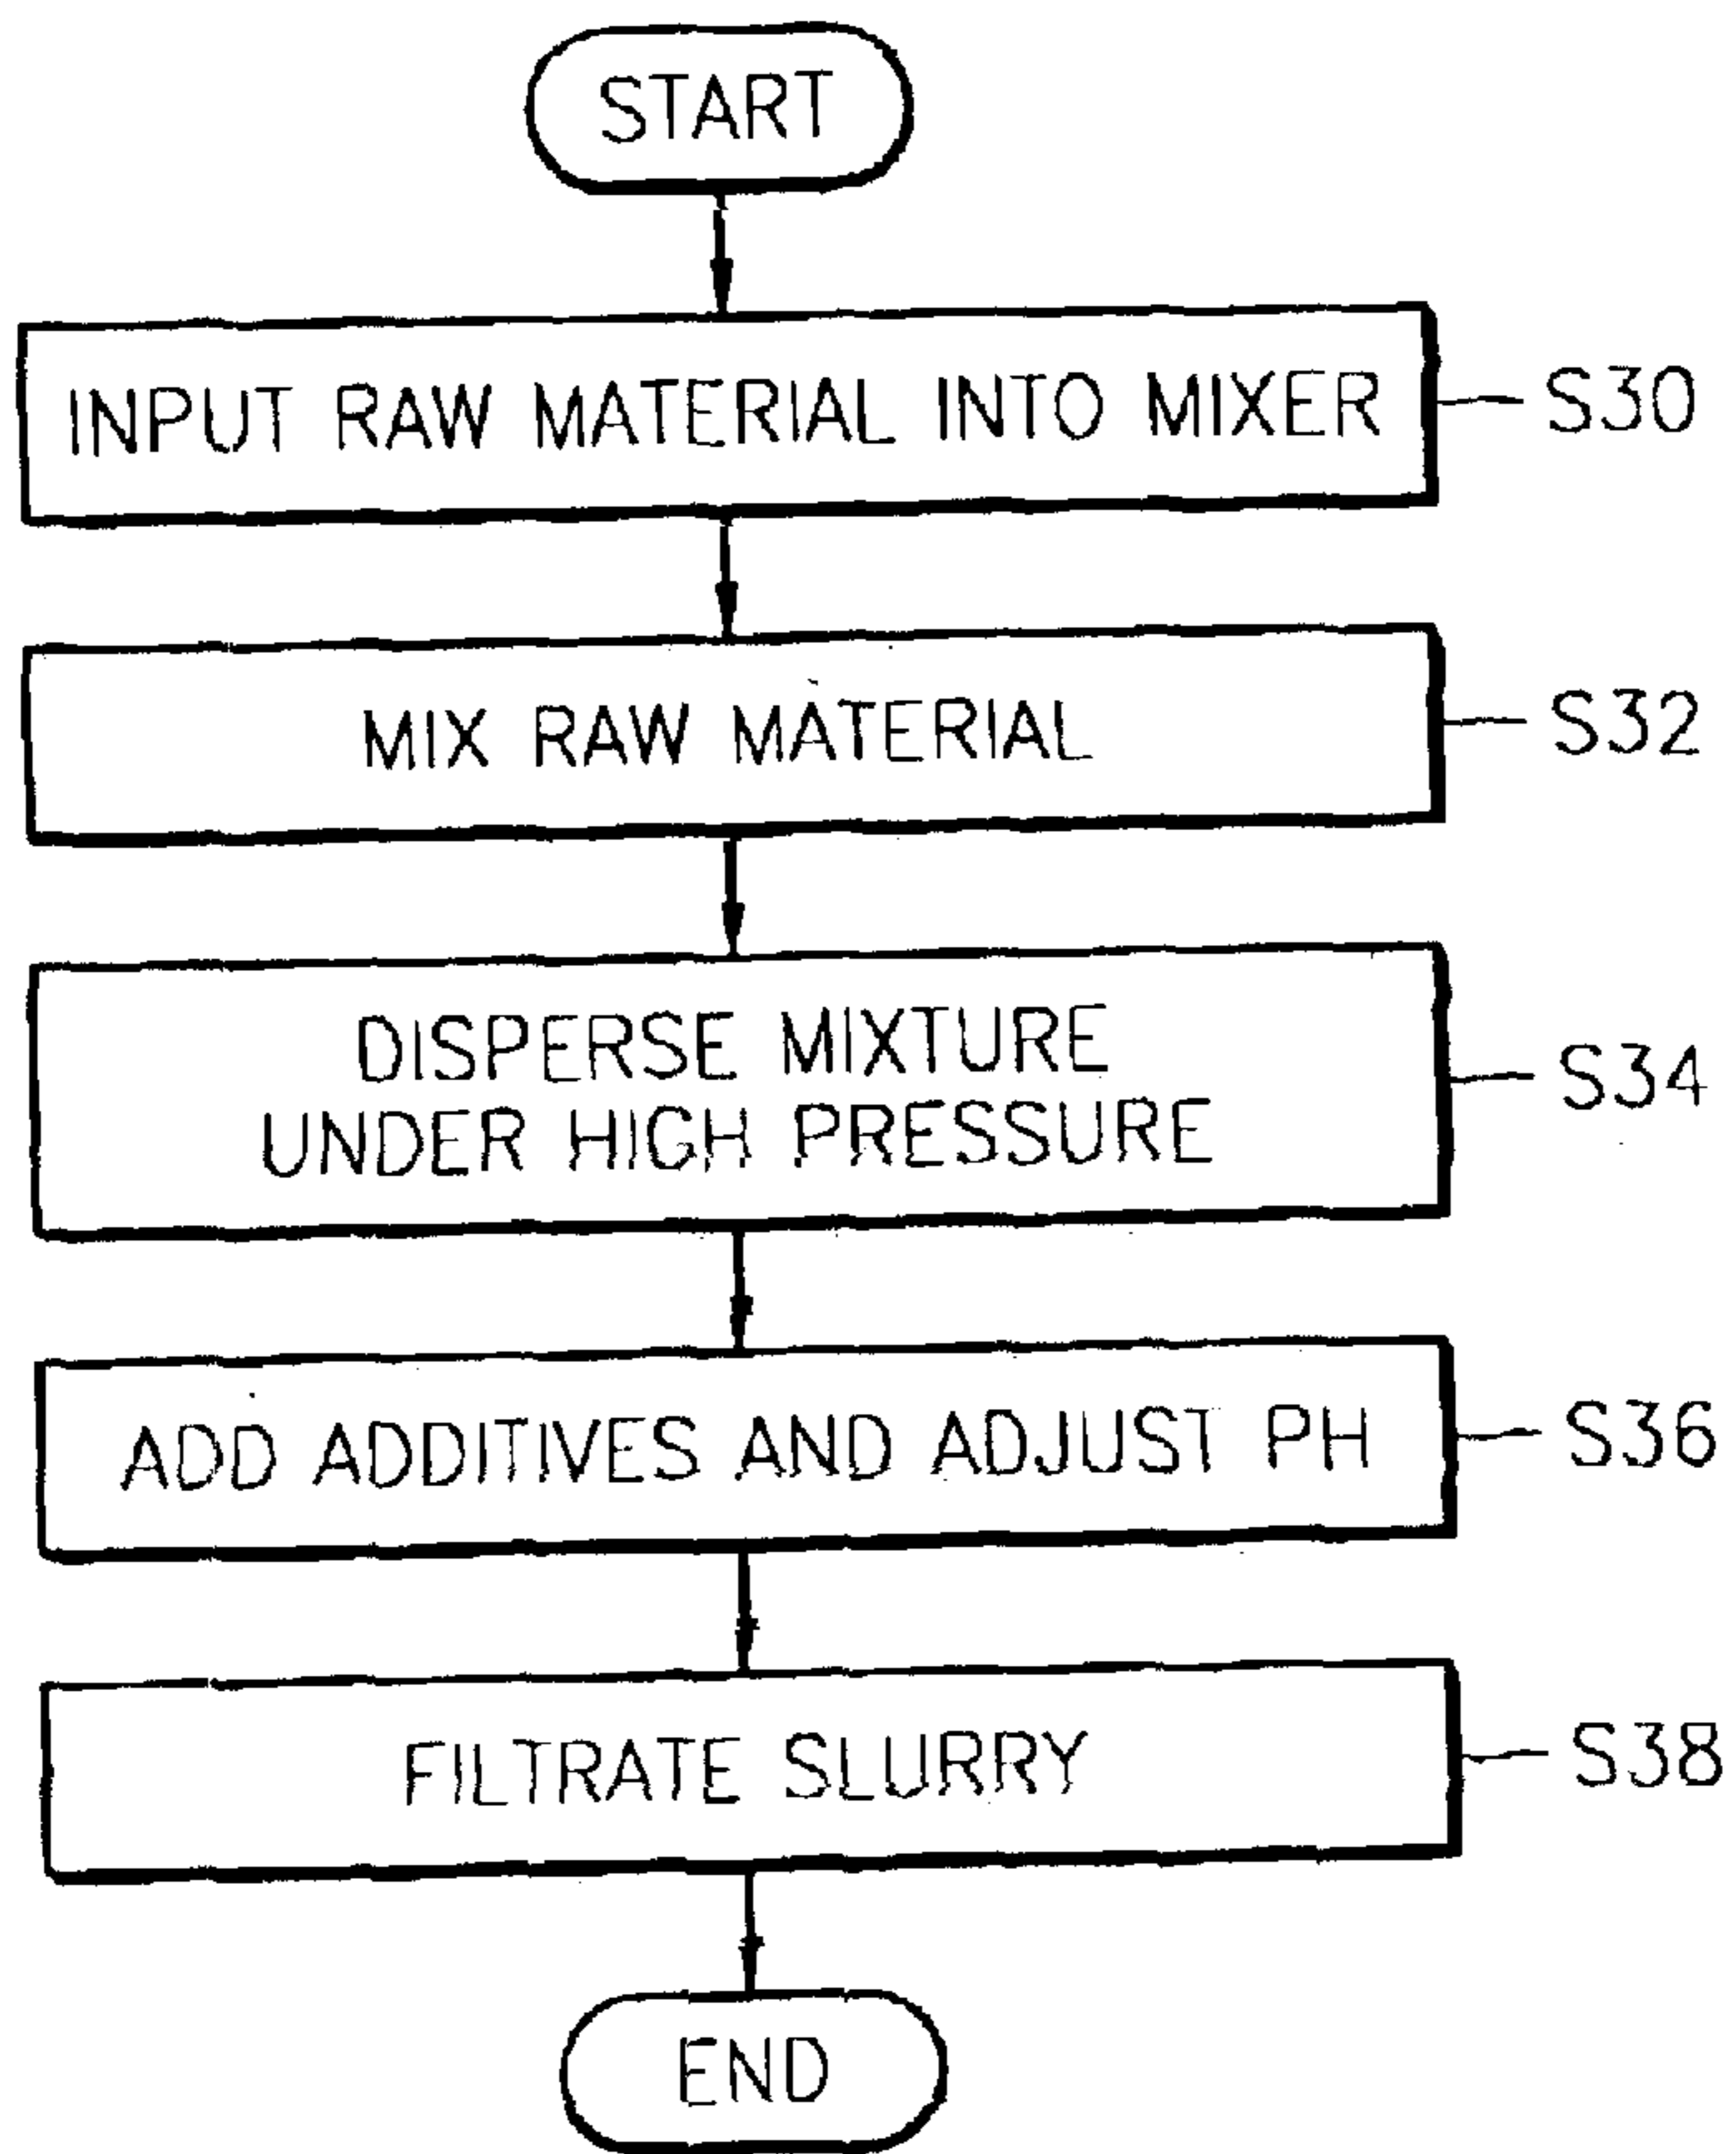 START
INPUT RAW MATERIAL INTO MIXER
S30
MIX RAW MATERIAL
S32
DISPERSE MIXTURE
UNDER HIGH PRESSURE
S34
ADD ADDITIVES AND ADJUST PH
S36
FILTRATE SLURRY
S38
END